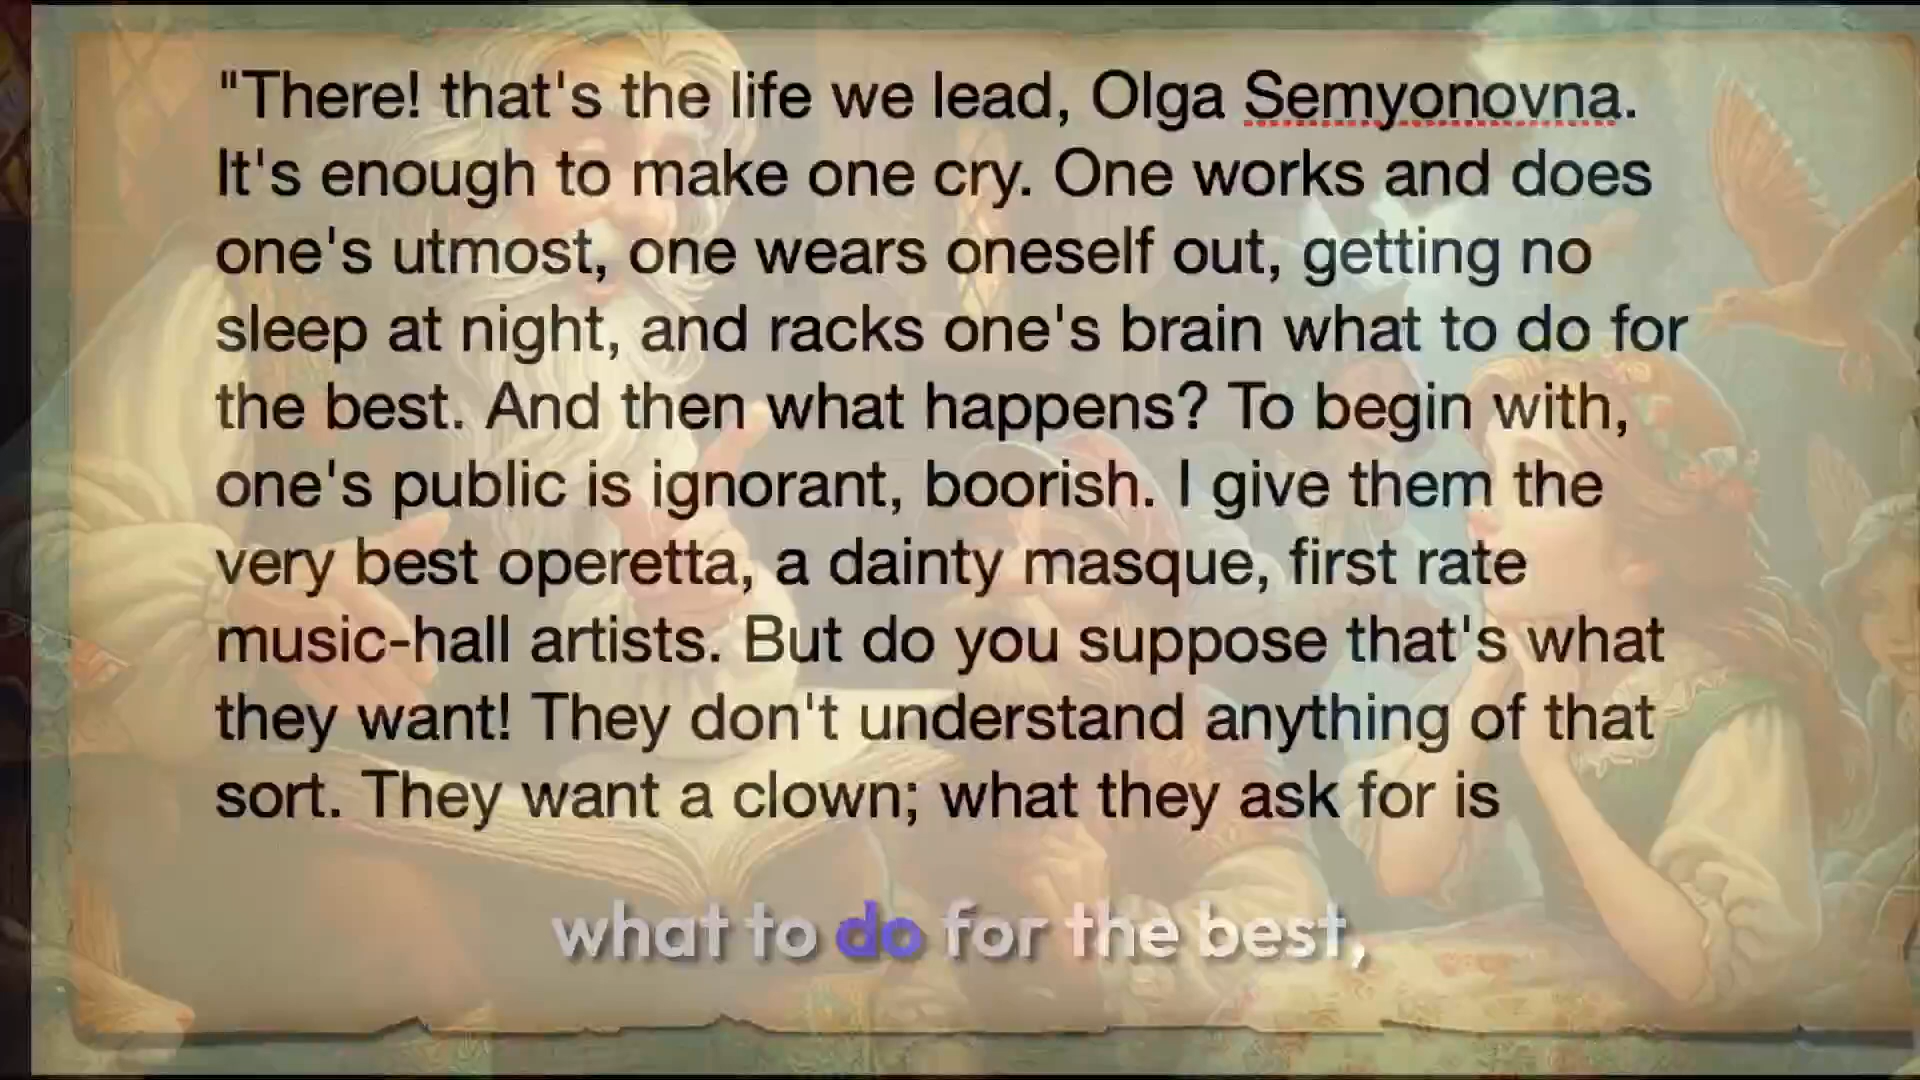 "There! that's the life we lead, Olga Semyonovna.
It's enough to make one cry. One works and does
one's utmost, one wears oneself out, getting no
sleep at night, and racks one's brain what to do for
the best. And then what happens? To begin with,
one's public is ignorant, boorish. I give them the
very best operetta, a dainty masque, first rate
music-hall artists. But do you suppose that's what
they want! They don't understand anything of that
sort. They want a clown; what they ask for is
what to do for the best,